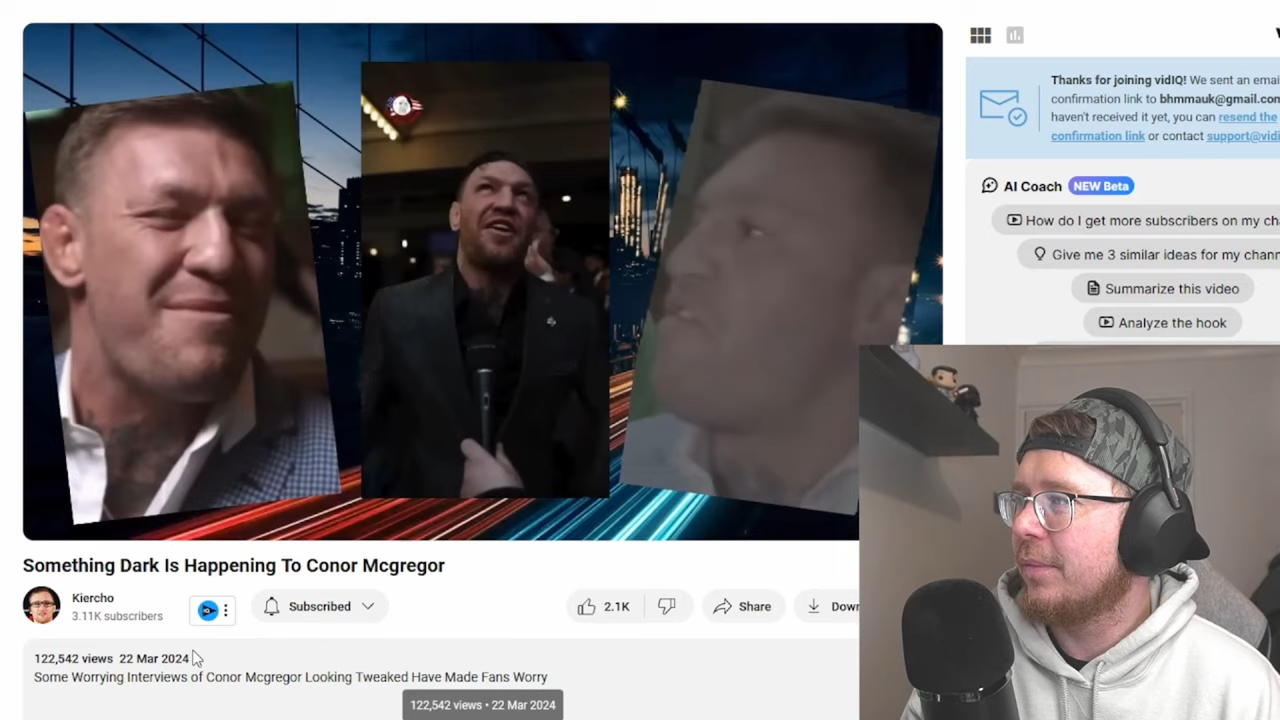 Thanks for joining vidIQ! We sent an emai
confirmation link to bhmmauk@gmail.com
haven't received it yet, you can resend the
confirmation link or contact support@vidi
AI Coach NEW Beta
How do I get more subscribers on my ch
Give me 3 similar ideas for my chann
Summarize this video
Analyze the hook
Something Dark Is Happening To Conor Mcgregor
Kiercho
3.11K subscribers
Subscribed
2.1K
Share
Down
122,542 views 22 Mar 2024
Some Worrying Interviews of Conor Mcgregor Looking Tweaked Have Made Fans Worry
122,542 views • 22 Mar 2024